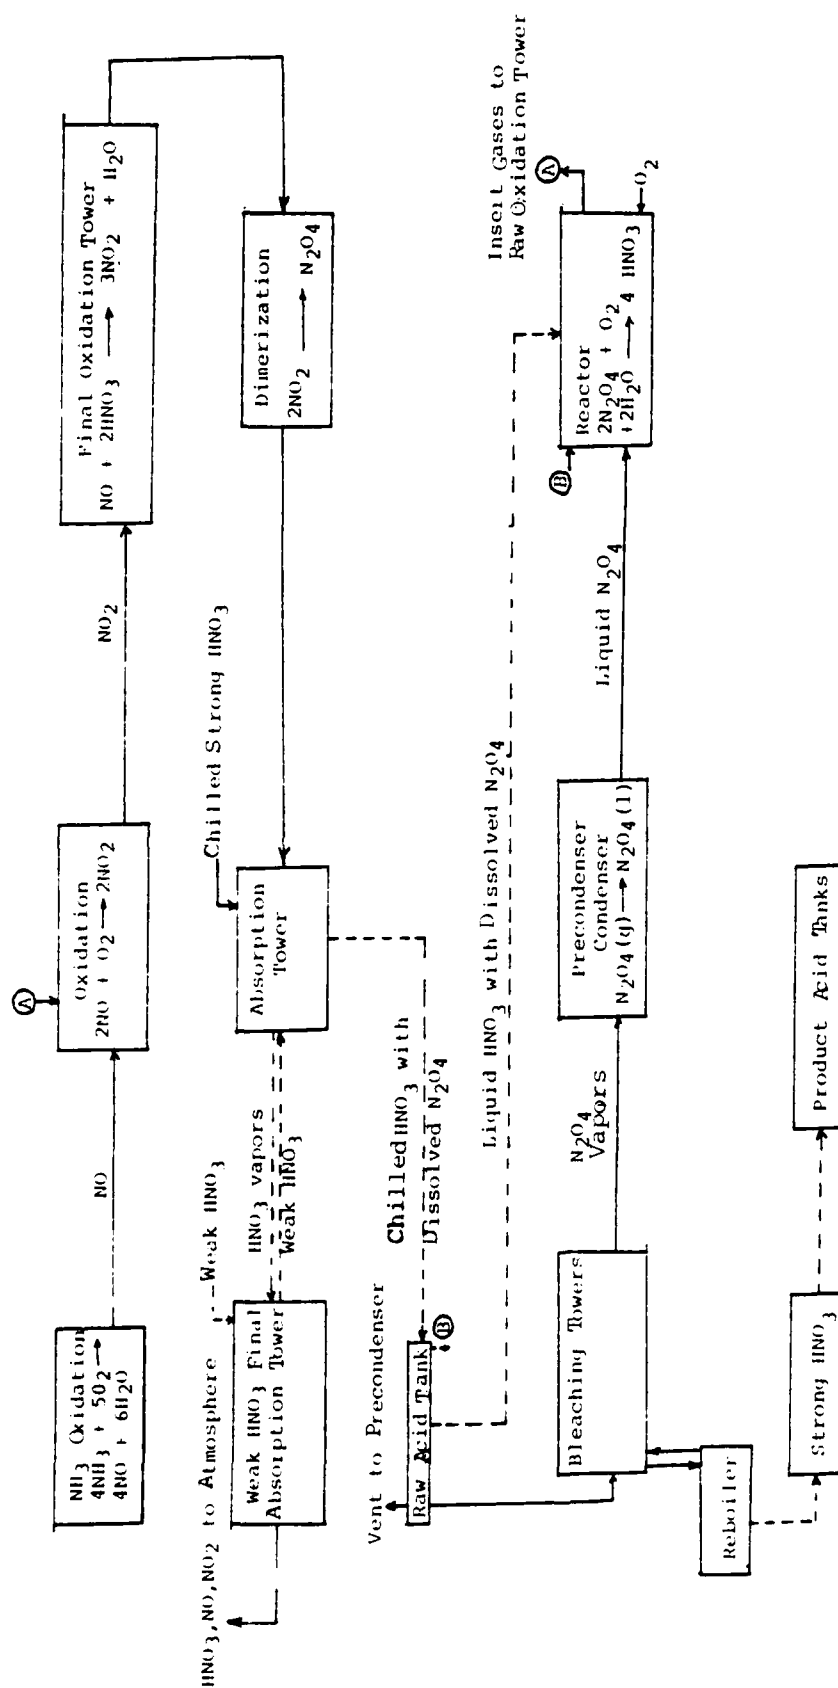 NH3 Oxidation
4NH3 + 5O2 →
4NO + 6H2O
NO
A
Oxidation
2NO + O2 → 2NO2
NO2
Final Oxidation Tower
NO + 2HNO3 → 3NO2 + H2O
HNO3,NO,NO2 to Atmosphere
Weak HNO3
Weak HNO3 Final
Absorption Tower
HNO3 vapors
Weak HNO3
Chilled Strong HNO3
Absorption
Tower
Dimerization
2NO2 → N2O4
Vent to Precondenser
Raw Acid Tank
B
Chilled HNO3 with
Dissolved N2O4
Liquid HNO3 with Dissolved N2O4
Insert Gases to
Raw Oxidation Tower
Bleaching Towers
N2O4
Vapors
Precondenser
Condenser
N2O4(g) → N2O4(l)
Liquid N2O4
B
Reactor
2N2O4 + O2
+2H2O → 4 HNO3
A
O2
Reboiler
Strong HNO3
Product Acid Tanks